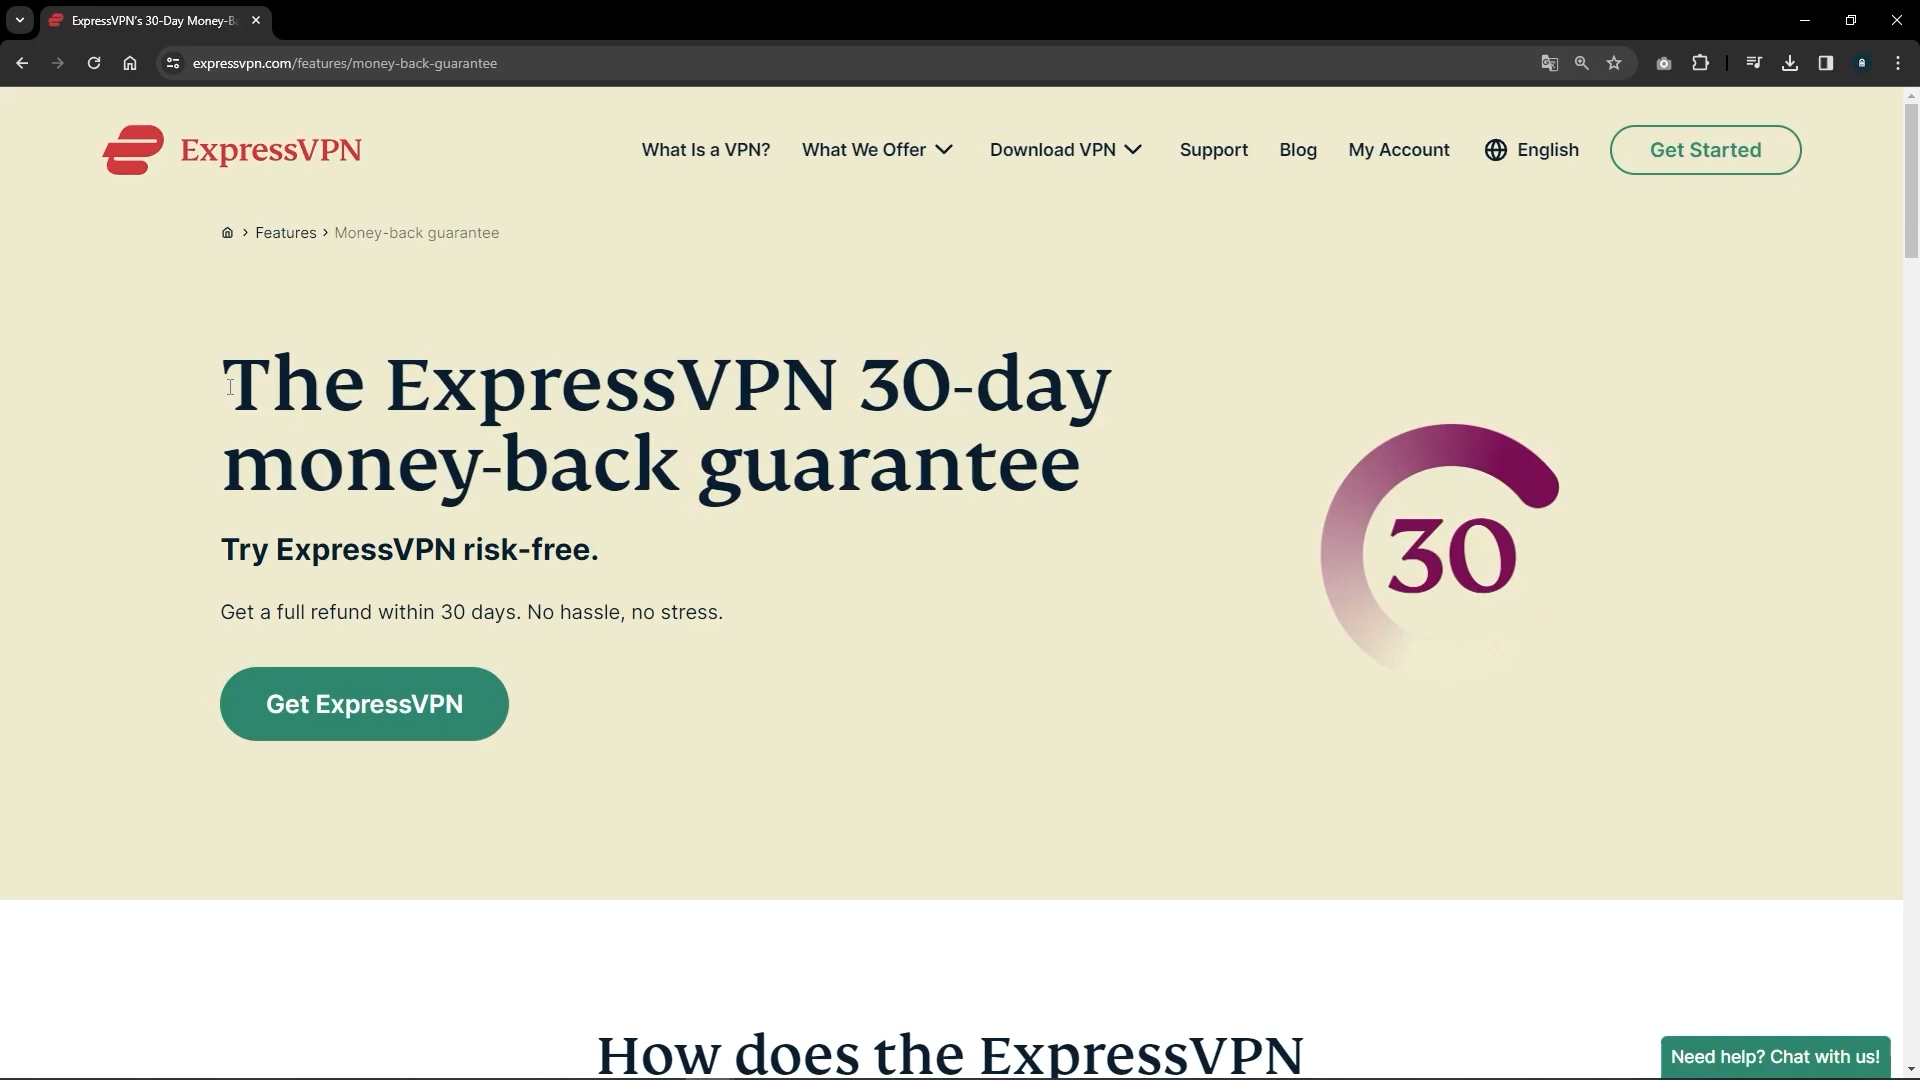 ExpressVPN's 30-Day Money-Ba
expressvpn.com/features/money-back-guarantee
ExpressVPN
What Is a VPN?
What We Offer
Download VPN
Support
Blog
My Account
English
Get Started
Features
Money-back guarantee
The ExpressVPN 30-day
money-back guarantee
Try ExpressVPN risk-free.
Get a full refund within 30 days. No hassle, no stress.
30
Get ExpressVPN
How does the ExpressVPN
Need help? Chat with us!